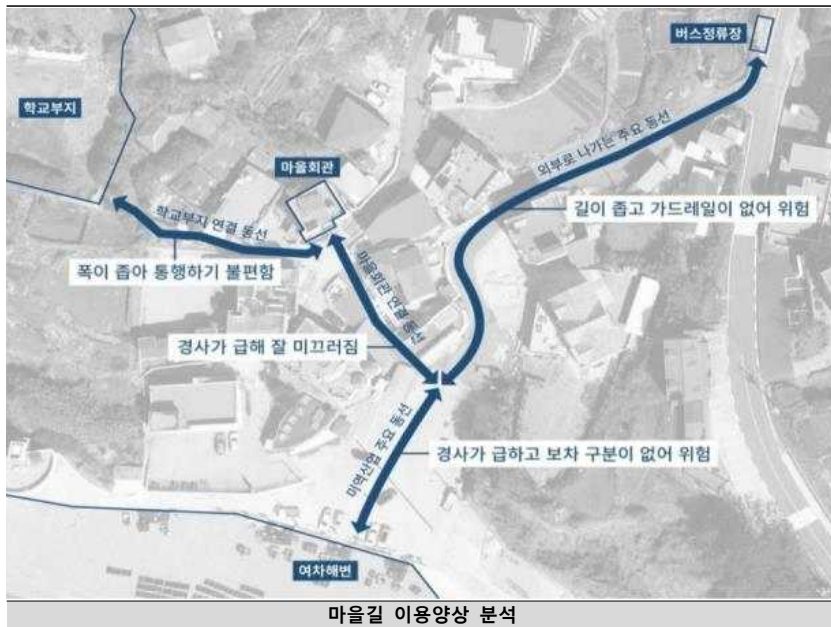 버스정류장
학교부지
외부로 나가는 주요 동선
마을회관
학교부지 연결 동선
길이 좁고 가드레일이 없어 위험
폭이 좁아 통행하기 불편함
마을회관 연결 동선
경사가 급해 잘 미끄러짐
미역산업 주요 동선
경사가 급하고 보차 구분이 없어 위험
여차해변
마을길 이용양상 분석